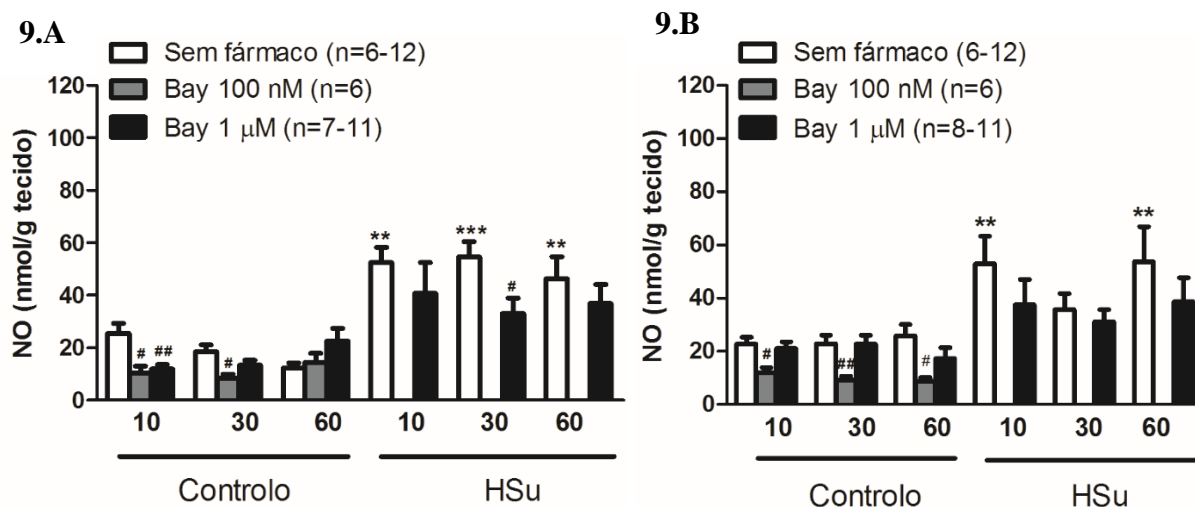 9.A
Sem fármaco (n=6-12)
Bay 100 nM (n=6)
Bay 1 μM (n=7-11)
NO (nmol/g tecido)
120
100
80
60
40
20
0
# ## # ** *** # **
10 30 60 10 30 60
Controlo HSu
9.B
Sem fármaco (6-12)
Bay 100 nM (n=6)
Bay 1 μM (n=8-11)
NO (nmol/g tecido)
120
100
80
60
40
20
0
# ## # ** **
10 30 60 10 30 60
Controlo HSu